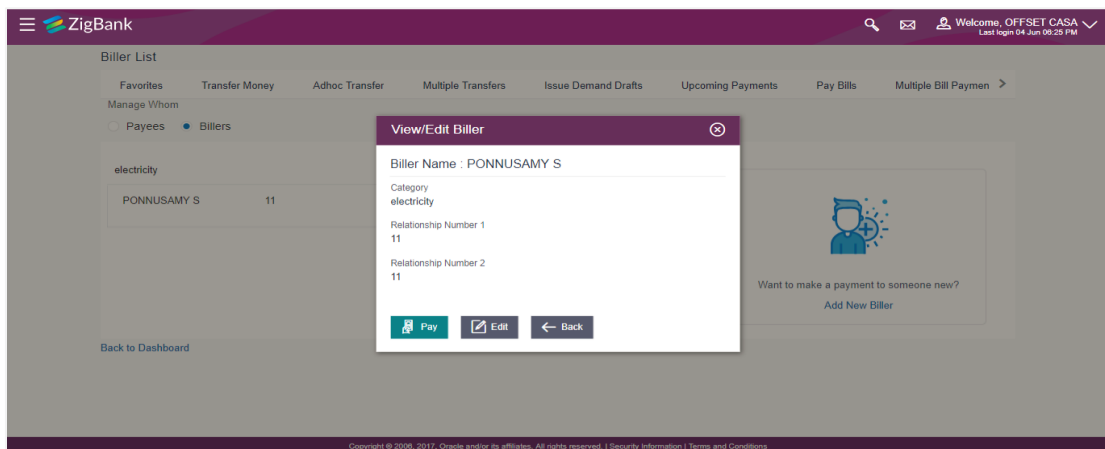 ZigBank
Welcome, OFFSET CASA
Last login 04 Jun 06:25 PM
Biller List
Favorites Transfer Money Adhoc Transfer Multiple Transfers Issue Demand Drafts Upcoming Payments Pay Bills Multiple Bill Paymen >
Manage Whom
Payees Billers
electricity
PONNUSAMY S 11
View/Edit Biller
Biller Name : PONNUSAMY S
Category
electricity
Relationship Number 1
11
Relationship Number 2
11
Pay Edit Back
Want to make a payment to someone new?
Add New Biller
Back to Dashboard
Copyright © 2006, 2017, Oracle and/or its affiliates. All rights reserved. | Security Information | Terms and Conditions